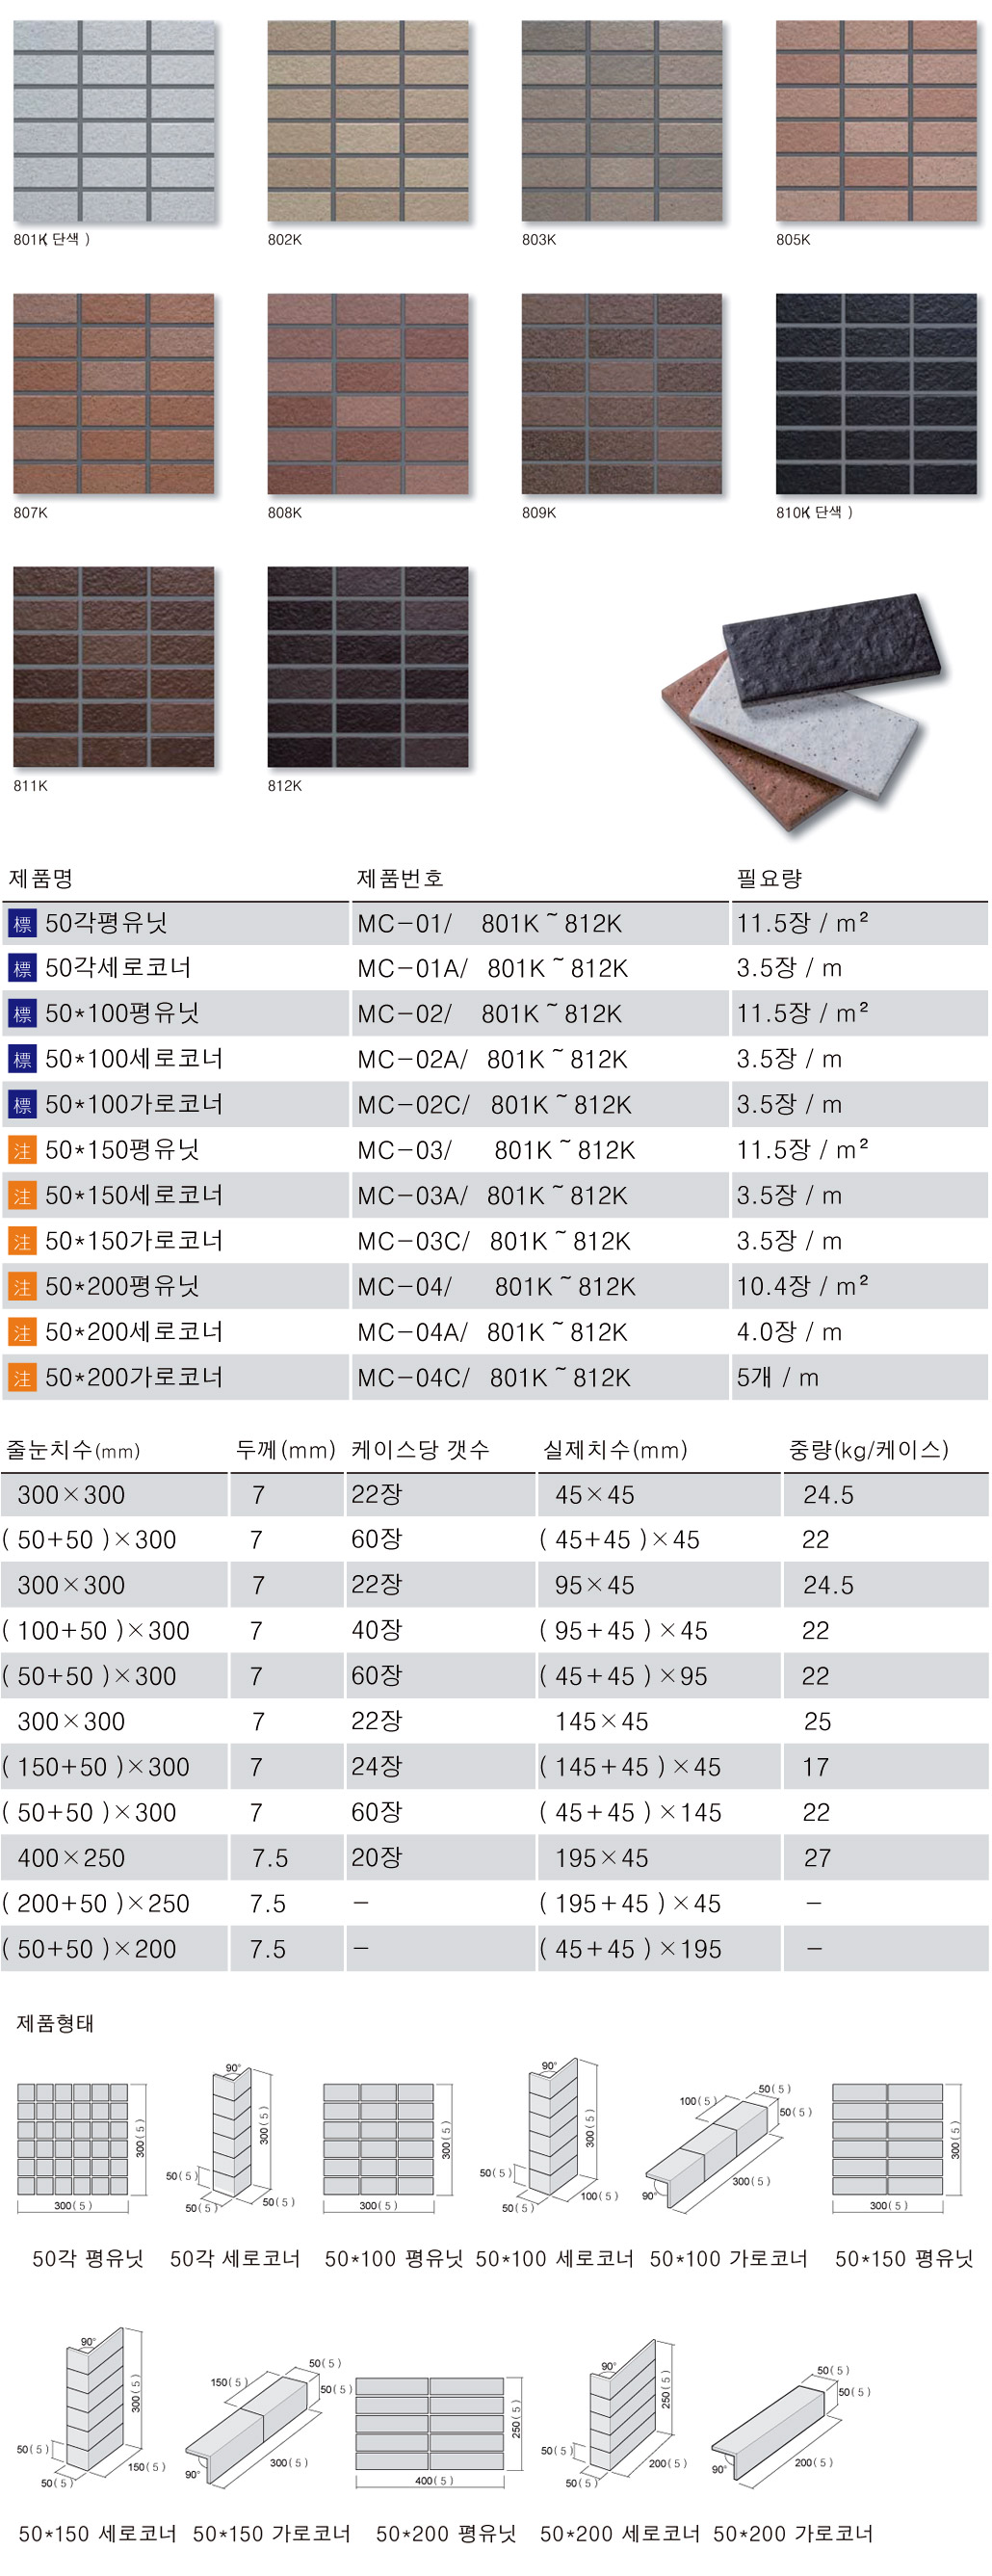 801K( 단색 )
802K
803K
805K
807K
808K
809K
810K( 단색 )
811K
812K
제품명 제품번호 필요량
標 50각평유닛 MC-01/ 801K ~ 812K 11.5장 / m²
標 50각세로코너 MC-01A/ 801K ~ 812K 3.5장 / m
標 50*100평유닛 MC-02/ 801K ~ 812K 11.5장 / m²
標 50*100세로코너 MC-02A/ 801K ~ 812K 3.5장 / m
標 50*100가로코너 MC-02C/ 801K ~ 812K 3.5장 / m
注 50*150평유닛 MC-03/ 801K ~ 812K 11.5장 / m²
注 50*150세로코너 MC-03A/ 801K ~ 812K 3.5장 / m
注 50*150가로코너 MC-03C/ 801K ~ 812K 3.5장 / m
注 50*200평유닛 MC-04/ 801K ~ 812K 10.4장 / m²
注 50*200세로코너 MC-04A/ 801K ~ 812K 4.0장 / m
注 50*200가로코너 MC-04C/ 801K ~ 812K 5개 / m
줄눈치수(mm) 두께(mm) 케이스당 갯수 실제치수(mm) 중량(kg/케이스)
300×300 7 22장 45×45 24.5
( 50+50 )×300 7 60장 ( 45+45 )×45 22
300×300 7 22장 95×45 24.5
( 100+50 )×300 7 40장 ( 95+45 )×45 22
( 50+50 )×300 7 60장 ( 45+45 )×95 22
300×300 7 22장 145×45 25
( 150+50 )×300 7 24장 ( 145+45 )×45 17
( 50+50 )×300 7 60장 ( 45+45 )×145 22
400×250 7.5 20장 195×45 27
( 200+50 )×250 7.5 - ( 195+45 )×45 -
( 50+50 )×200 7.5 - ( 45+45 )×195 -
제품형태
300( 5 )
300( 5 )
90°
300( 5 )
50( 5 )
50( 5 )
50( 5 )
300( 5 )
300( 5 )
90°
300( 5 )
50( 5 )
50( 5 )
100( 5 )
50( 5 )
100( 5 )
50( 5 )
300( 5 )
90°
300( 5 )
300( 5 )
50각 평유닛 50각 세로코너 50*100 평유닛 50*100 세로코너 50*100 가로코너 50*150 평유닛
90°
300( 5 )
50( 5 )
150( 5 )
50( 5 )
50( 5 )
150( 5 )
50( 5 )
300( 5 )
90°
250( 5 )
400( 5 )
90°
250( 5 )
50( 5 )
200( 5 )
50( 5 )
50( 5 )
50( 5 )
200( 5 )
90°
50*150 세로코너 50*150 가로코너 50*200 평유닛 50*200 세로코너 50*200 가로코너